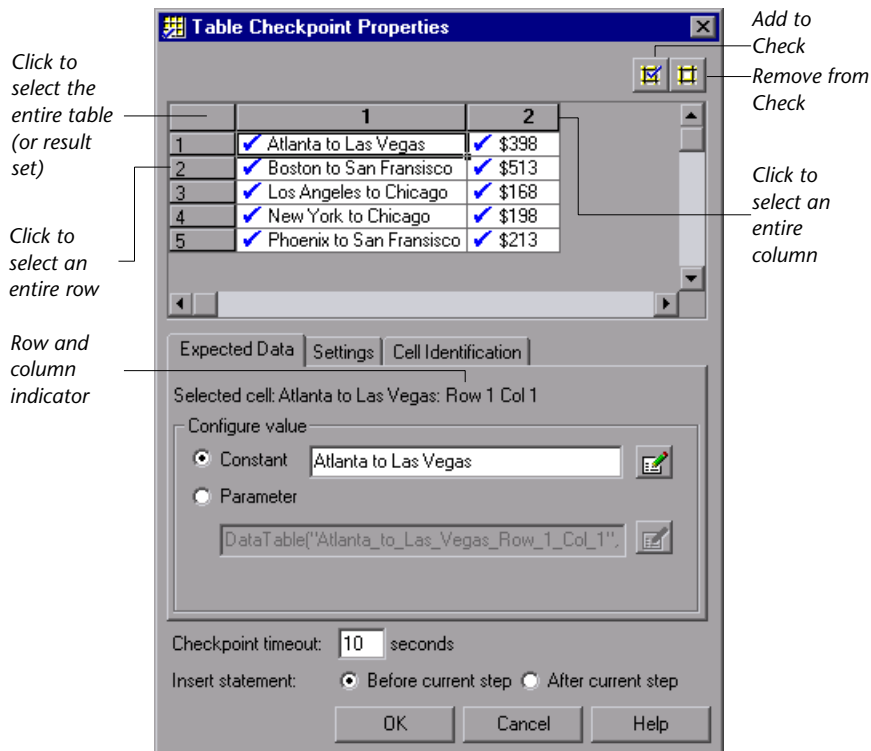 Table Checkpoint Properties
Add to
Check
Remove from
Check
Click to
select the
entire table
(or result
set)
1 2
1 Atlanta to Las Vegas $398
2 Boston to San Fransisco $513
3 Los Angeles to Chicago $168
4 New York to Chicago $198
5 Phoenix to San Fransisco $213
Click to
select an
entire
column
Click to
select an
entire row
Row and
column
indicator
Expected Data Settings Cell Identification
Selected cell: Atlanta to Las Vegas: Row 1 Col 1
Configure value
Constant Atlanta to Las Vegas
Parameter
DataTable("Atlanta_to_Las_Vegas_Row_1_Col_1",
Checkpoint timeout: 10 seconds
Insert statement: Before current step After current step
OK Cancel Help